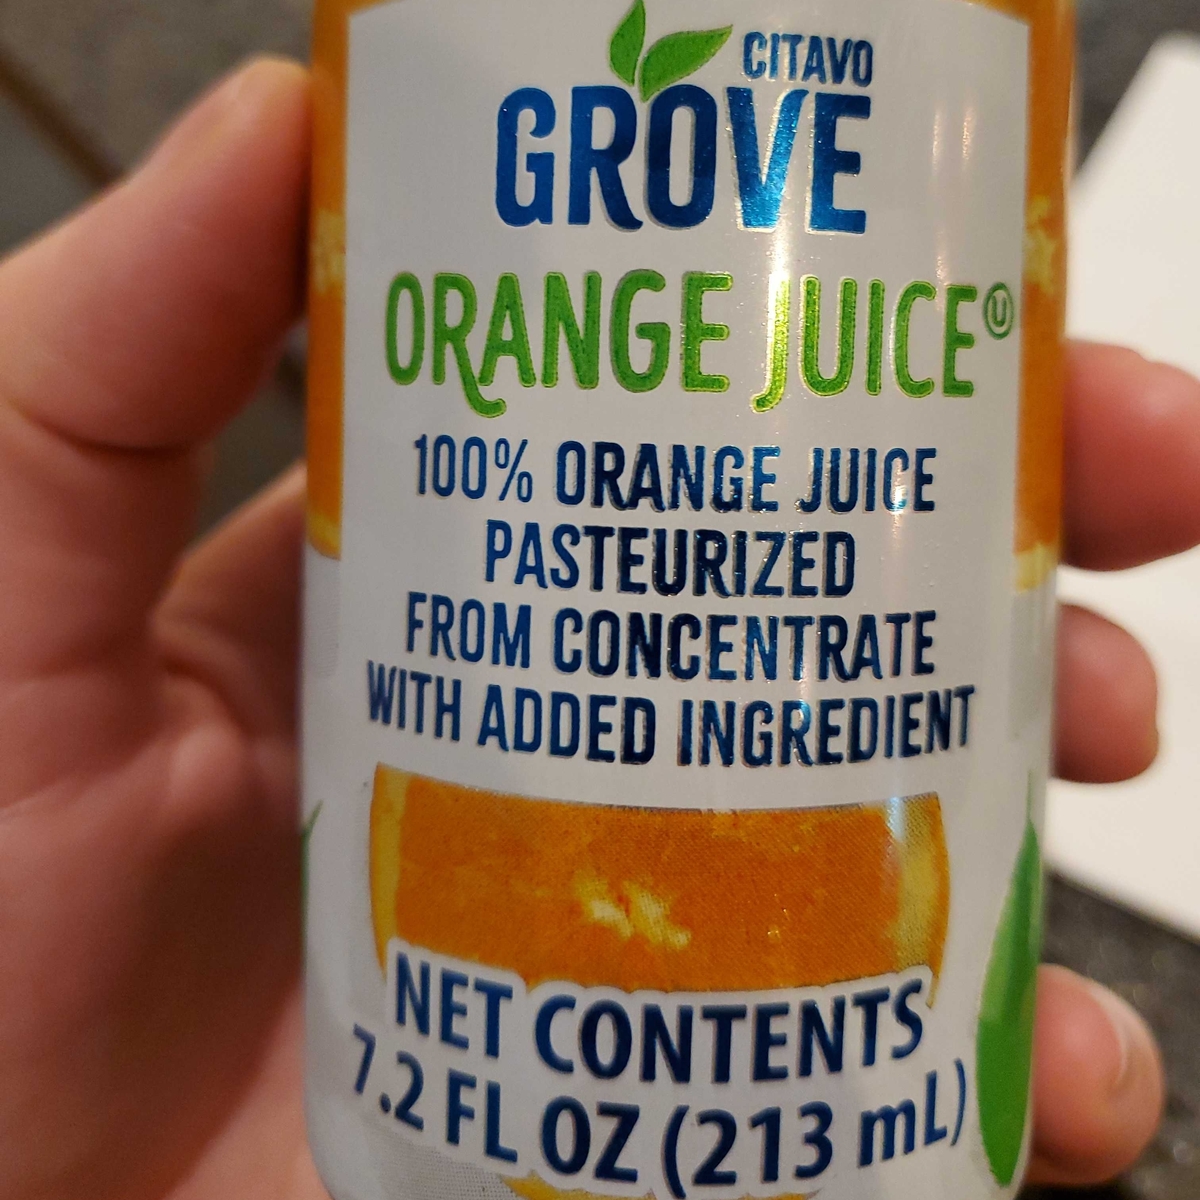 CITAVO
GROVE
ORANGE JUICE Ⓤ
100% ORANGE JUICE
PASTEURIZED
FROM CONCENTRATE
WITH ADDED INGREDIENT
NET CONTENTS
7.2 FL OZ (213 mL)